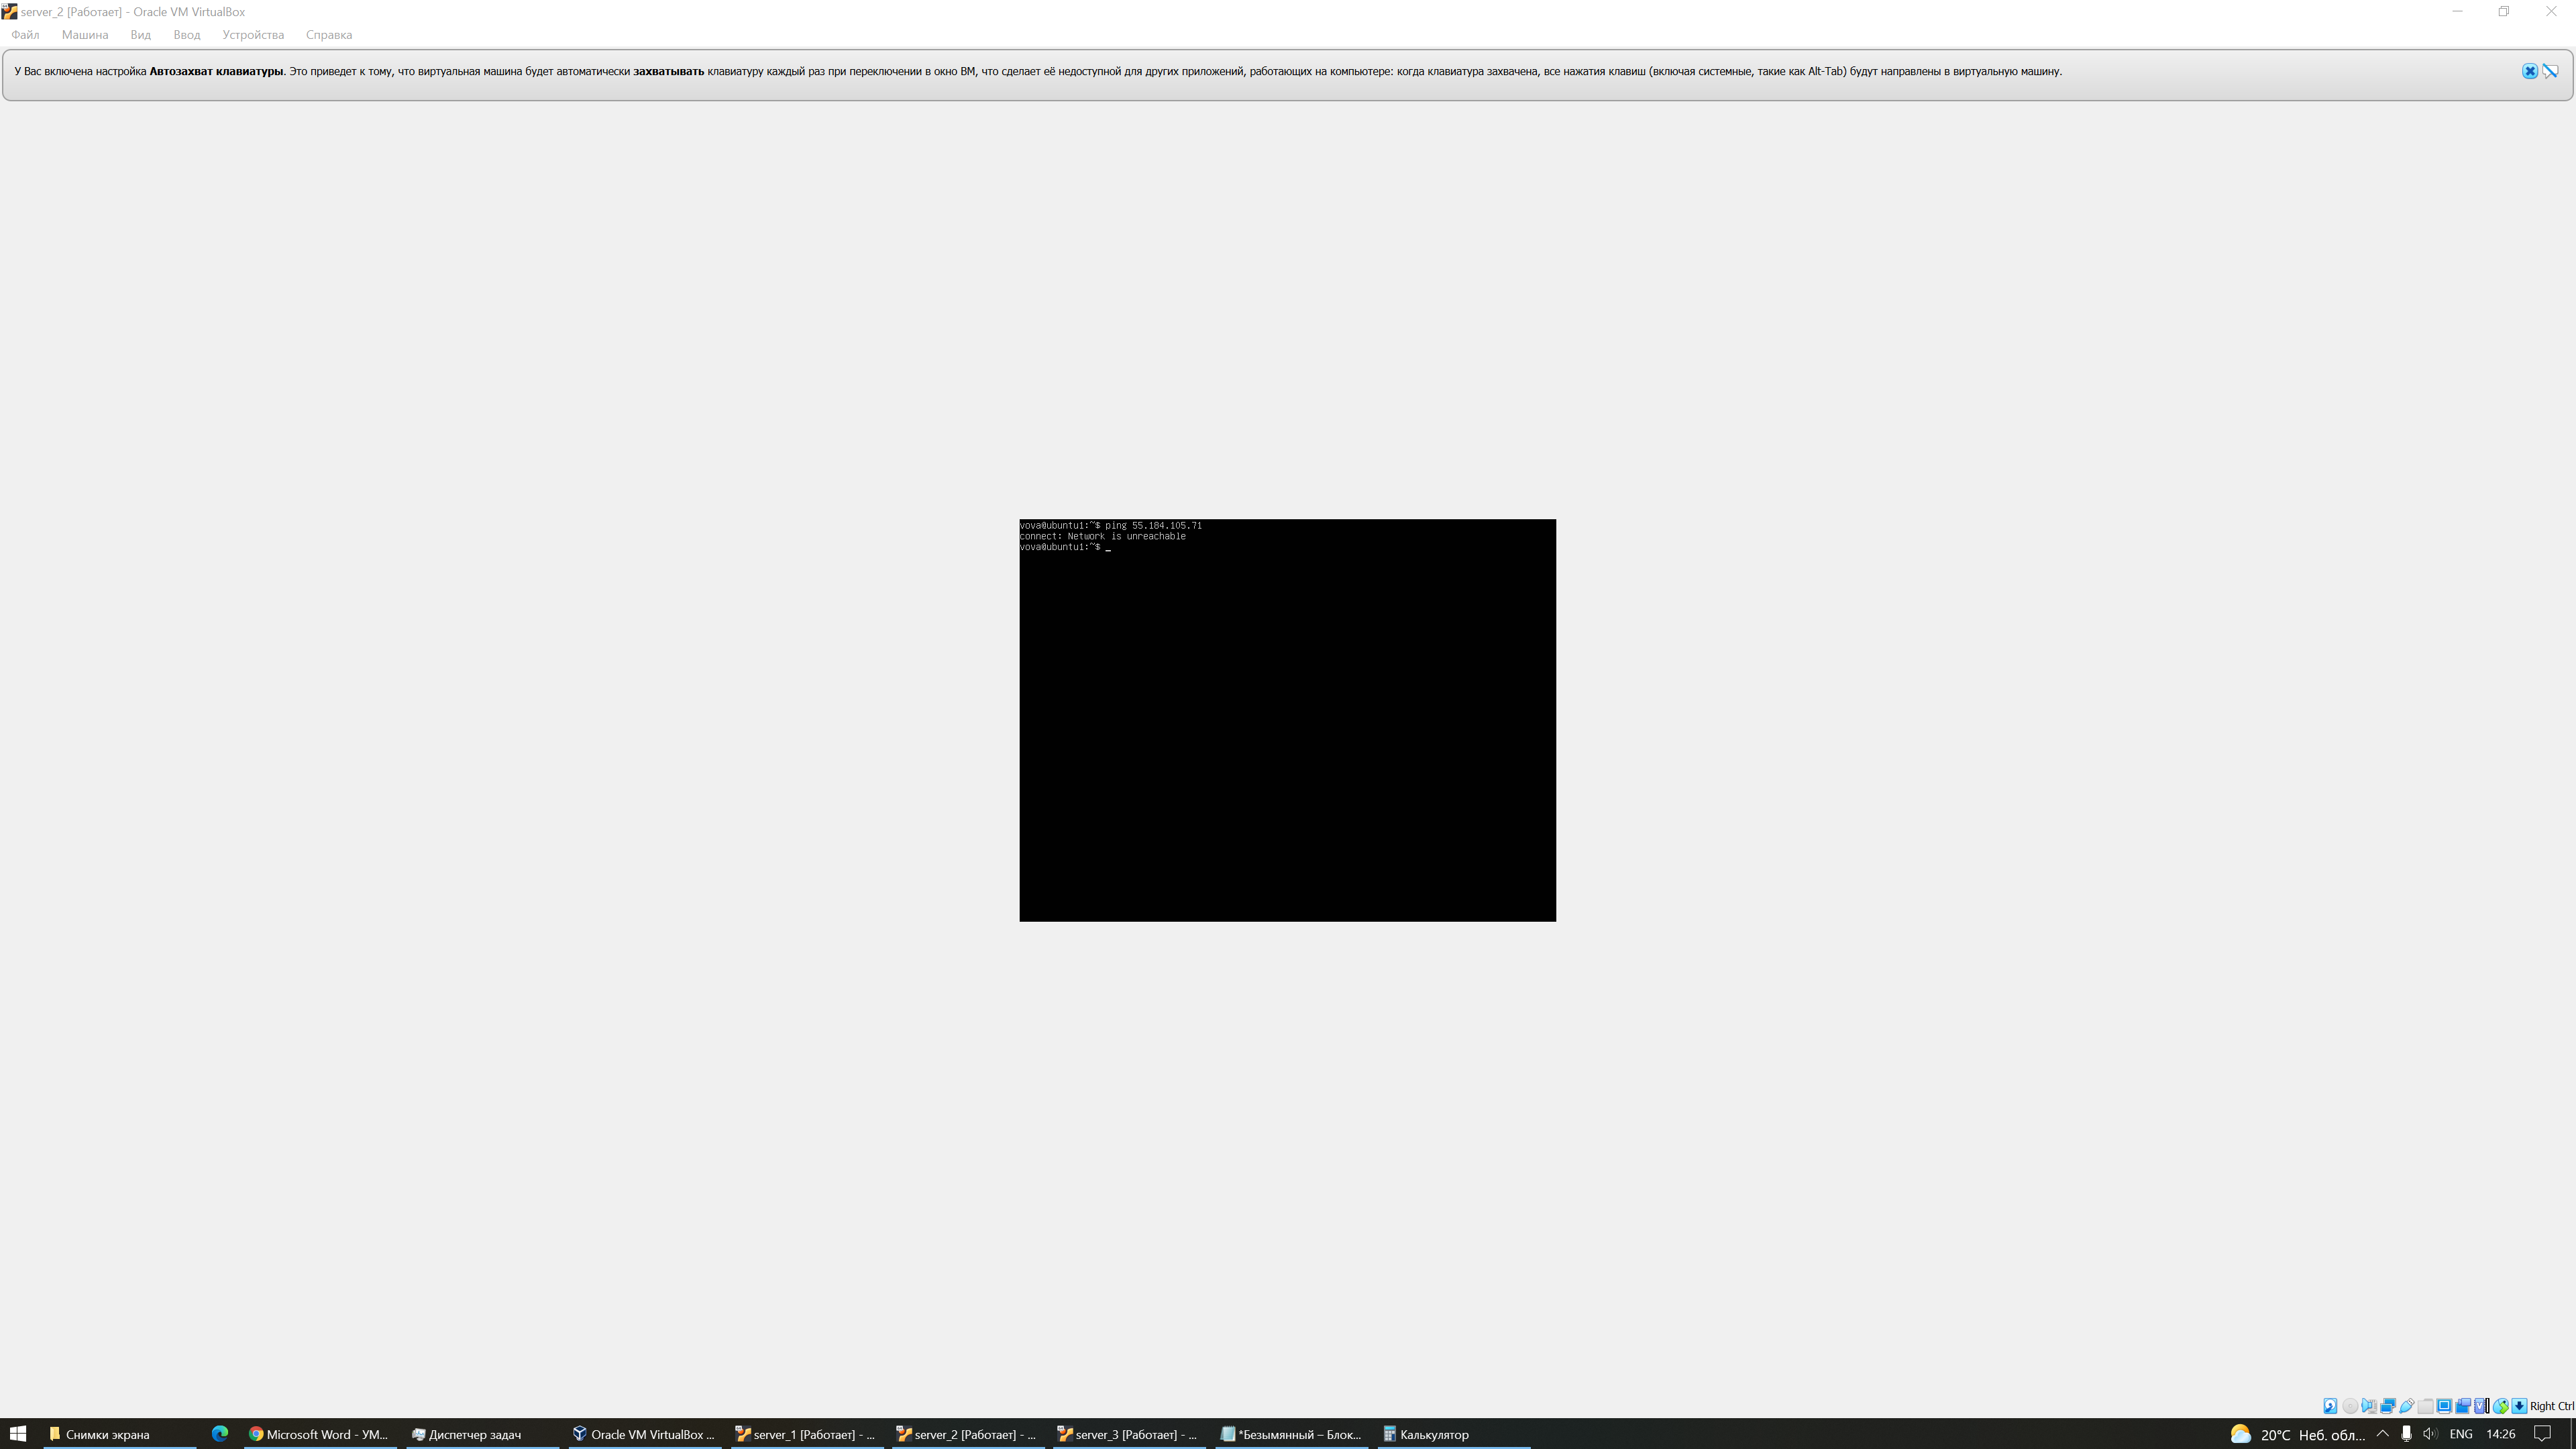 server_2 [Работает] - Oracle VM VirtualBox
Файл Машина Вид Ввод Устройства Справка
У Вас включена настройка Автозахват клавиатуры. Это приведет к тому, что виртуальная машина будет автоматически захватывать клавиатуру каждый раз при переключении в окно ВМ, что сделает её недоступной для других приложений, работающих на компьютере: когда клавиатура захвачена, все нажатия клавиш (включая системные, такие как Alt-Tab) будут направлены в виртуальную машину.
vova@ubuntu1:~$ ping 55.184.105.71
connect: Network is unreachable
vova@ubuntu1:~$ _
Right Ctrl
Снимки экрана Microsoft Word - УМ... Диспетчер задач Oracle VM VirtualBox ... server_1 [Работает] - ... server_2 [Работает] - ... server_3 [Работает] - ... *Безымянный – Блок... Калькулятор 20°C Неб. обл... ENG 14:26